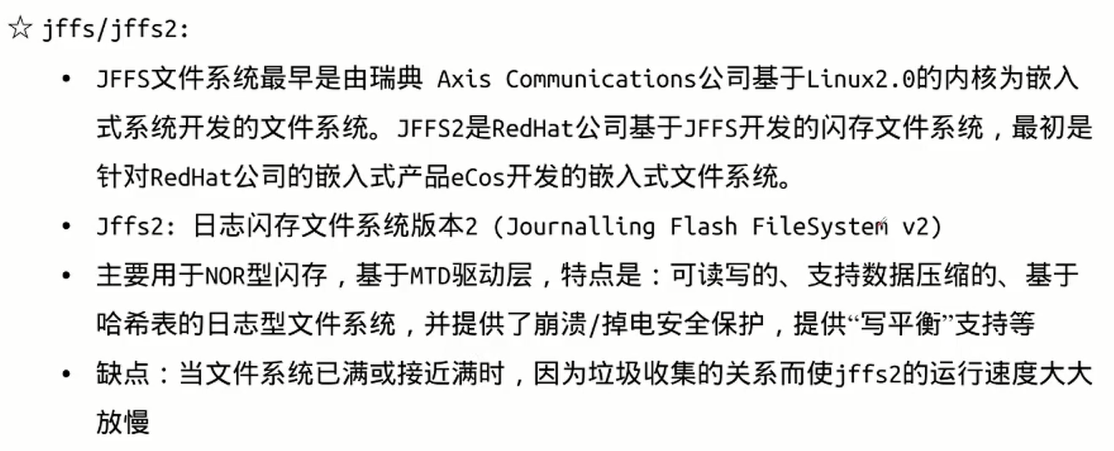 ☆ jffs/jffs2:
• JFFS文件系统最早是由瑞典 Axis Communications公司基于Linux2.0的内核为嵌入
式系统开发的文件系统。JFFS2是RedHat公司基于JFFS开发的闪存文件系统，最初是
针对RedHat公司的嵌入式产品eCos开发的嵌入式文件系统。
• Jffs2: 日志闪存文件系统版本2 (Journalling Flash FileSystem v2)
• 主要用于NOR型闪存，基于MTD驱动层，特点是：可读写的、支持数据压缩的、基于
哈希表的日志型文件系统，并提供了崩溃/掉电安全保护，提供“写平衡”支持等
• 缺点：当文件系统已满或接近满时，因为垃圾收集的关系而使jffs2的运行速度大大
放慢